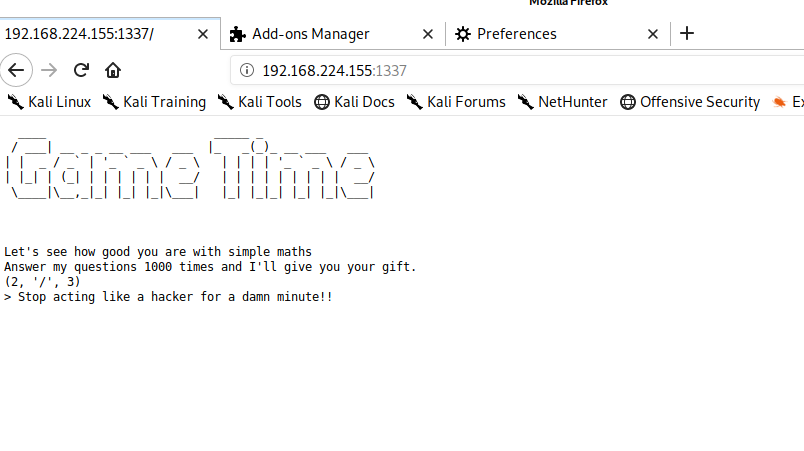 Mozilla Firefox
192.168.224.155:1337/ Add-ons Manager Preferences
192.168.224.155:1337
Kali Linux Kali Training Kali Tools Kali Docs Kali Forums NetHunter Offensive Security Ex
Game Time
Let's see how good you are with simple maths
Answer my questions 1000 times and I'll give you your gift.
(2, '/', 3)
> Stop acting like a hacker for a damn minute!!